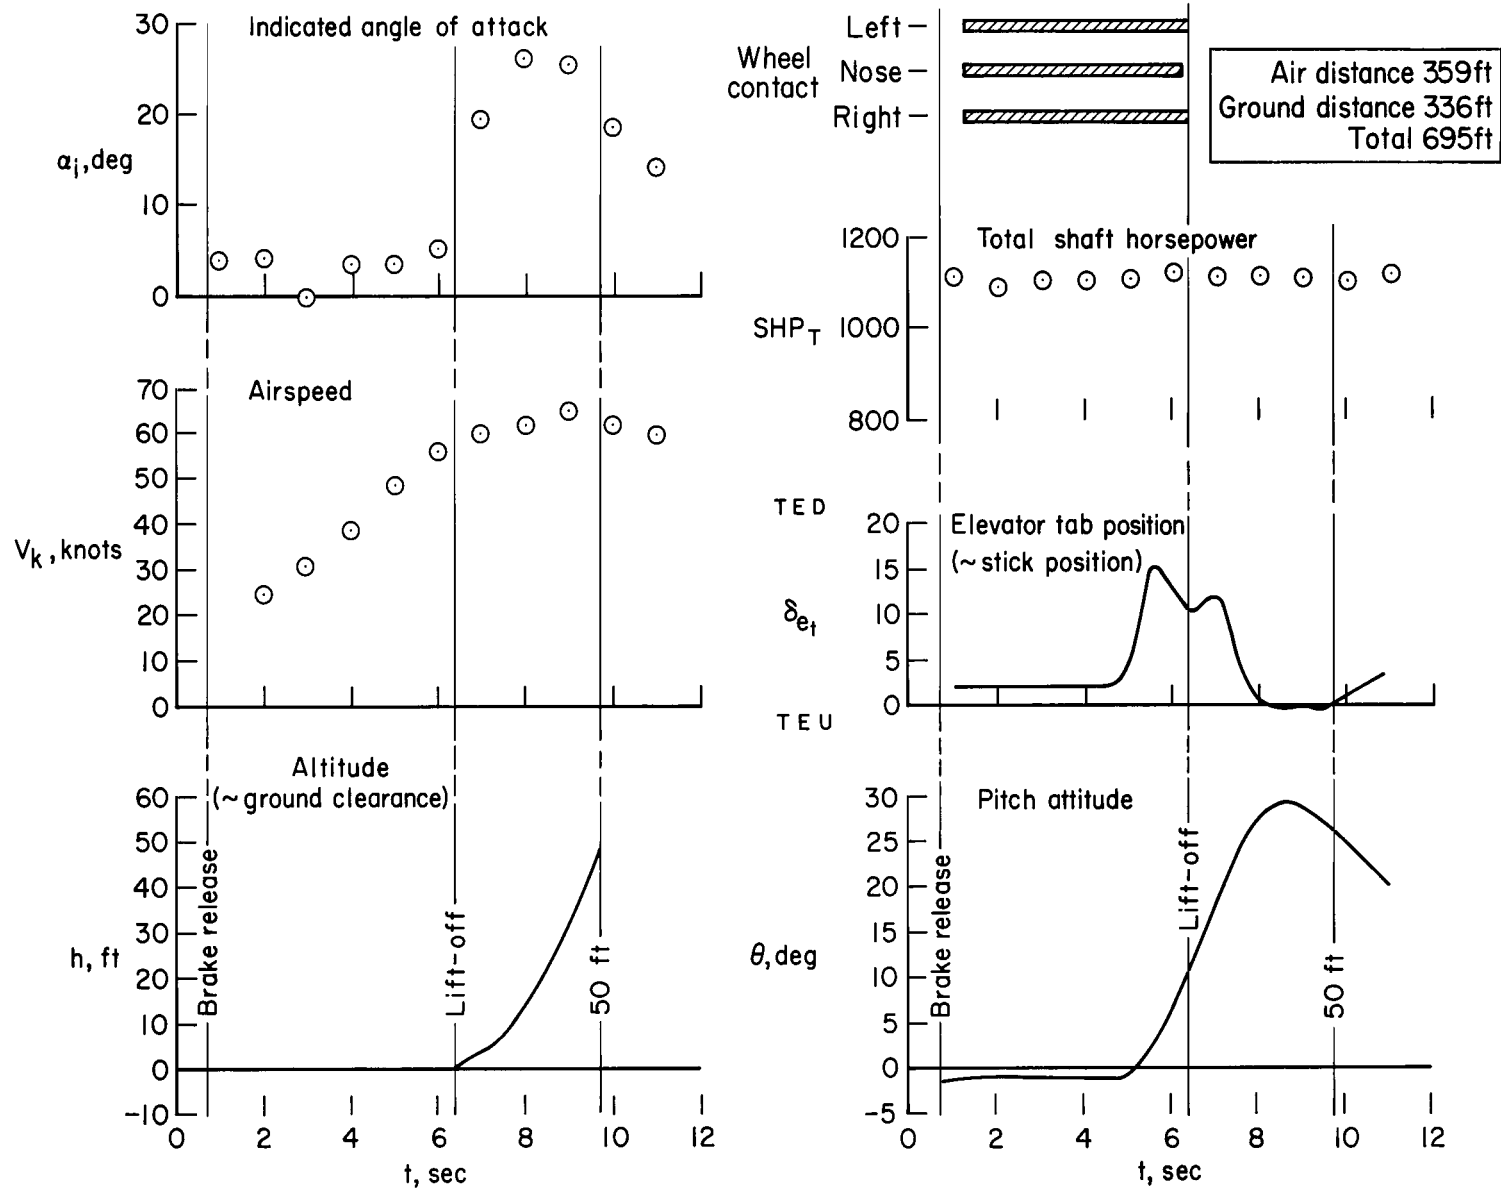 Indicated angle of attack
30
20
10
0
αi, deg
Airspeed
70
60
50
40
30
20
10
0
Vk, knots
Altitude
(~ ground clearance)
60
50
40
30
20
10
0
-10
h, ft
Brake release
Lift-off
50 ft
0 2 4 6 8 10 12
t, sec
Wheel
contact
Left
Nose
Right
Air distance 359ft
Ground distance 336ft
Total 695ft
Total shaft horsepower
1200
1000
800
SHPT
TED
Elevator tab position
(~ stick position)
20
15
10
5
0
δet
TEU
Pitch attitude
30
25
20
15
10
5
0
-5
θ, deg
Brake release
Lift-off
50 ft
0 2 4 6 8 10 12
t, sec